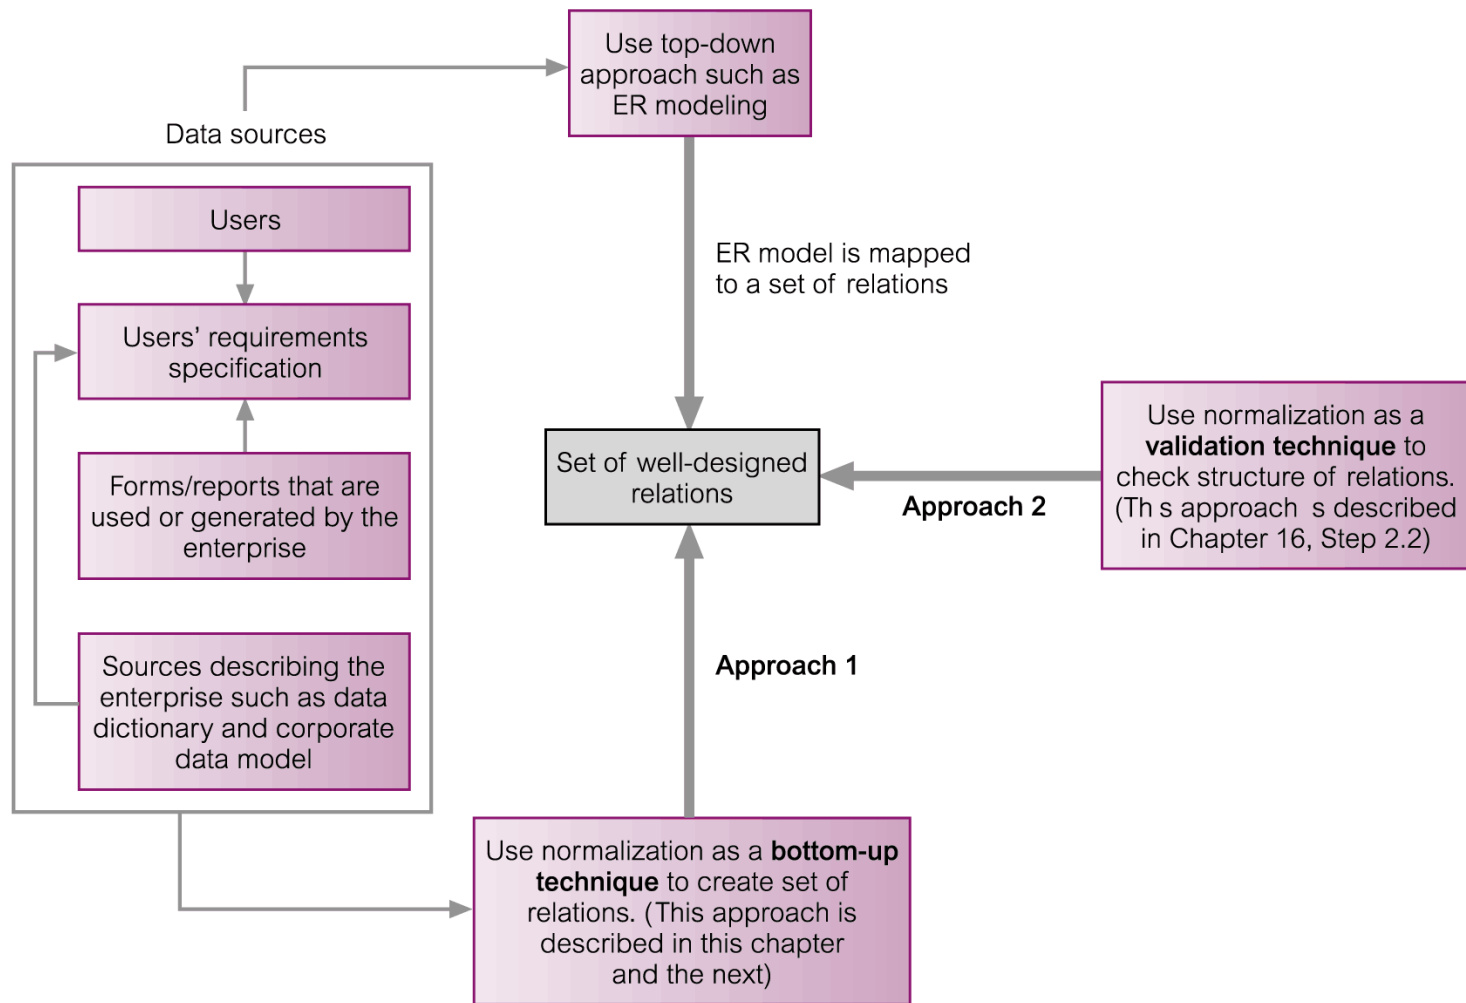 Use top-down
approach such as
ER modeling
Data sources
Users
Users’ requirements
specification
Forms/reports that are
used or generated by the
enterprise
Sources describing the
enterprise such as data
dictionary and corporate
data model
ER model is mapped
to a set of relations
Set of well-designed
relations
Approach 2
Use normalization as a
validation technique to
check structure of relations.
(Th s approach  s described
in Chapter 16, Step 2.2)
Approach 1
Use normalization as a bottom-up
technique to create set of
relations. (This approach is
described in this chapter
and the next)